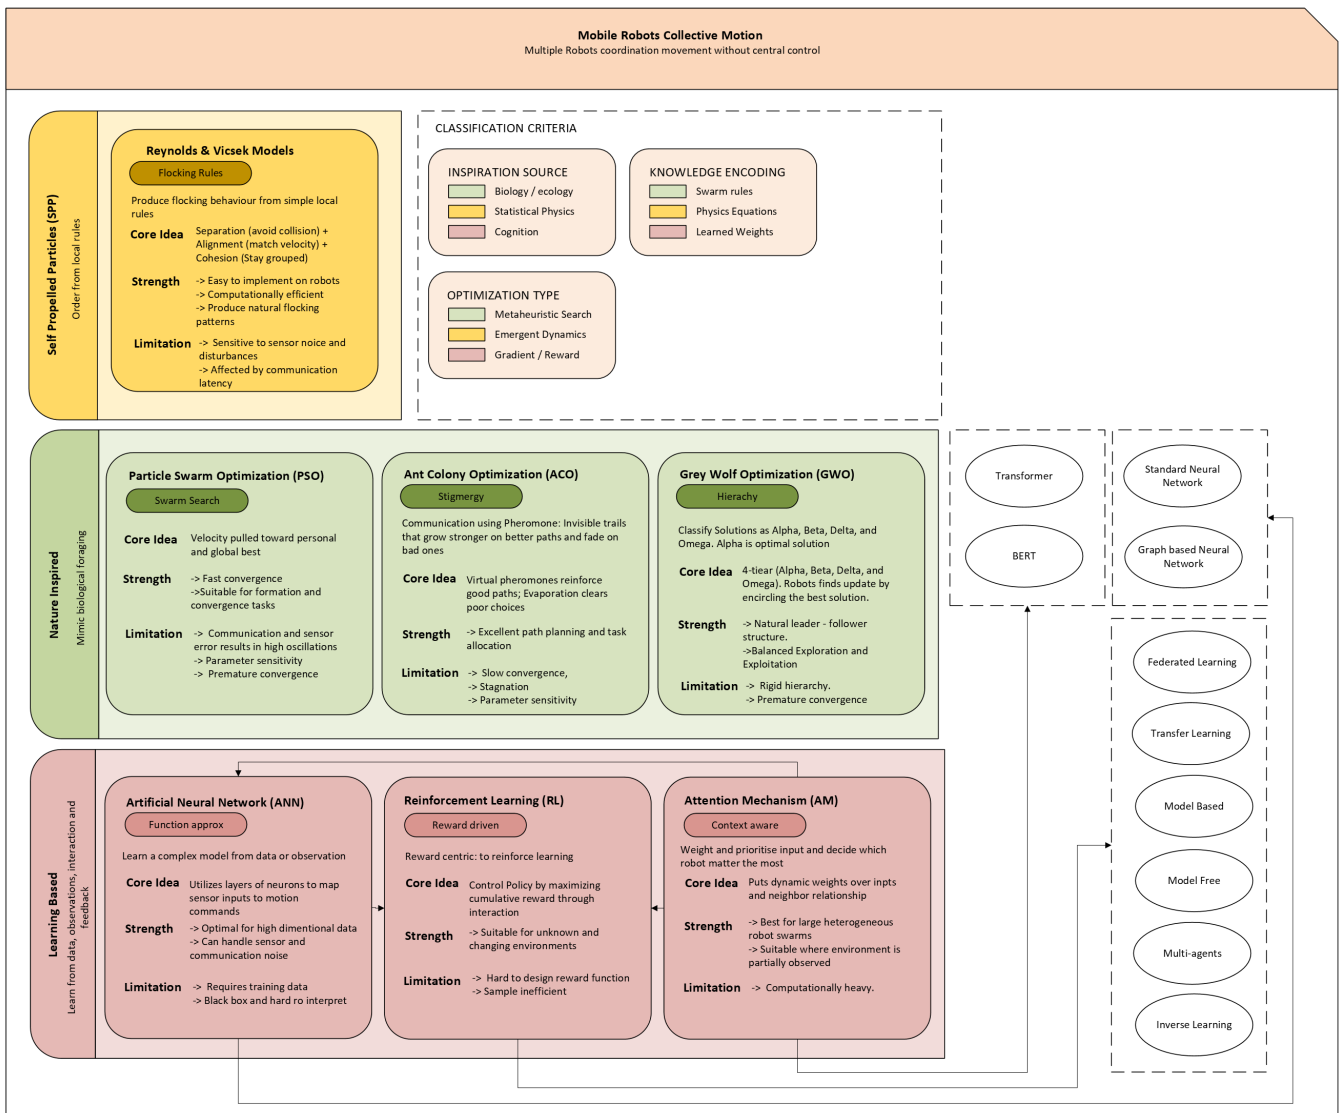 Mobile Robots Collective Motion
Multiple Robots coordination movement without central control
Self Propelled Particles (SPP)
Order from local rules
Reynolds & Vicsek Models
Flocking Rules
Produce flocking behaviour from simple local
rules
Core Idea
Separation (avoid collision) +
Alignment (match velocity) +
Cohesion (Stay grouped)
Strength
-> Easy to implement on robots
-> Computationally efficient
-> Produce natural flocking
patterns
Limitation
-> Sensitive to sensor noice and
disturbances
-> Affected by communication
latency
CLASSIFICATION CRITERIA
INSPIRATION SOURCE
Biology / ecology
Statistical Physics
Cognition
KNOWLEDGE ENCODING
Swarm rules
Physics Equations
Learned Weights
OPTIMIZATION TYPE
Metaheuristic Search
Emergent Dynamics
Gradient / Reward
Nature Inspired
Mimic biological foraging
Particle Swarm Optimization (PSO)
Swarm Search
Core Idea
Velocity pulled toward personal
and global best
Strength
-> Fast convergence
->Suitable for formation and
convergence tasks
Limitation
-> Communication and sensor
error results in high oscillations
-> Parameter sensitivity
-> Premature convergence
Ant Colony Optimization (ACO)
Stigmergy
Communication using Pheromone: Invisible trails
that grow stronger on better paths and fade on
bad ones
Core Idea
Virtual pheromones reinforce
good paths; Evaporation clears
poor choices
Strength
-> Excellent path planning and task
allocation
Limitation
-> Slow convergence,
-> Stagnation
-> Parameter sensitivity
Grey Wolf Optimization (GWO)
Hierachy
Classify Solutions as Alpha, Beta, Delta, and
Omega. Alpha is optimal solution
Core Idea
4-tiear (Alpha, Beta, Delta, and
Omega). Robots finds update by
encircling the best solution.
Strength
-> Natural leader - follower
structure.
->Balanced Exploration and
Exploitation
Limitation
-> Rigid hierarchy.
-> Premature convergence
Transformer
BERT
Standard Neural
Network
Graph based Neural
Network
Federated Learning
Transfer Learning
Model Based
Model Free
Multi-agents
Inverse Learning
Learning Based
Learn from data, observations, interaction and
feedback
Artificial Neural Network (ANN)
Function approx
Learn a complex model from data or observation
Core Idea
Utilizes layers of neurons to map
sensor inputs to motion
commands
Strength
-> Optimal for high dimentional data
-> Can handle sensor and
communication noise
Limitation
-> Requires training data
-> Black box and hard ro interpret
Reinforcement Learning (RL)
Reward driven
Reward centric: to reinforce learning
Core Idea
Control Policy by maximizing
cumulative reward through
interaction
Strength
-> Suitable for unknown and
changing environments
Limitation
-> Hard to design reward function
-> Sample inefficient
Attention Mechanism (AM)
Context aware
Weight and prioritise input and decide which
robot matter the most
Core Idea
Puts dynamic weights over inpts
and neighbor relationship
Strength
-> Best for large heterogeneous
robot swarms
-> Suitable where environment is
partially observed
Limitation
-> Computationally heavy.